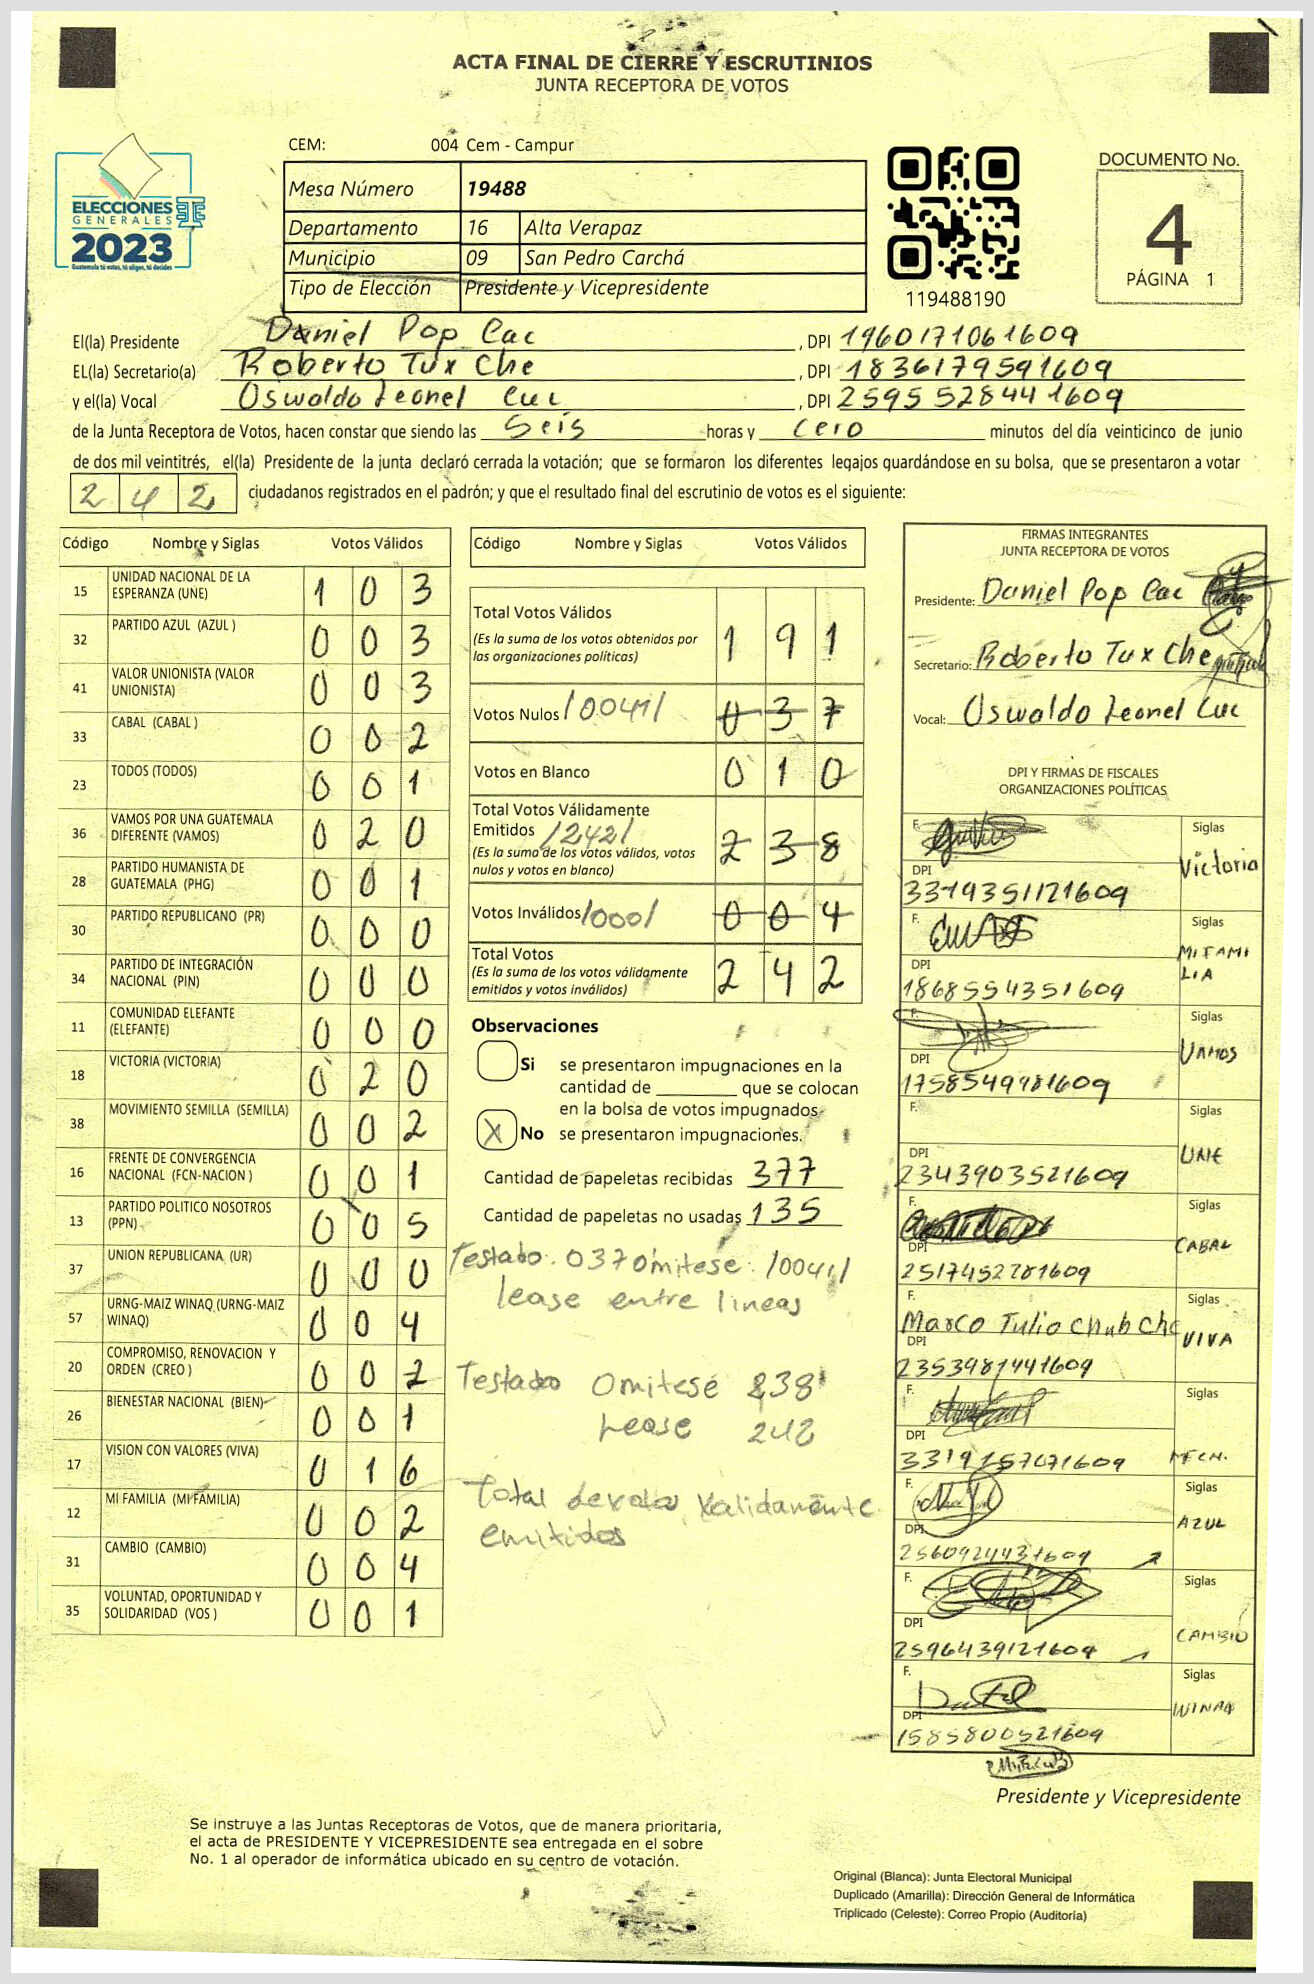 ACTA FINAL DE CIERRE Y ESCRUTINIOS
JUNTA RECEPTORA DE VOTOS
CEM: 004 Cem - Campur
ELECCIONES
GENERALES
2023
Guatemala tú votas, tú eliges, tú decides
Mesa Número 19488
Departamento 16 Alta Verapaz
Municipio 09 San Pedro Carchá
Tipo de Elección Presidente y Vicepresidente
119488190
DOCUMENTO No.
4
PÁGINA 1
El(la) Presidente Daniel Pop Cac , DPI 1960171061609
EL(la) Secretario(a) Roberto Tux Che , DPI 1836179591609
y el(la) Vocal Oswaldo Leonel Cuc , DPI 2595528441609
de la Junta Receptora de Votos, hacen constar que siendo las Seis horas y cero minutos del día veinticinco de junio
de dos mil veintitrés, el(la) Presidente de la junta declaró cerrada la votación; que se formaron los diferentes legajos guardándose en su bolsa, que se presentaron a votar
242 ciudadanos registrados en el padrón; y que el resultado final del escrutinio de votos es el siguiente:
Código Nombre y Siglas Votos Válidos
15 UNIDAD NACIONAL DE LA ESPERANZA (UNE) 1 0 3
32 PARTIDO AZUL (AZUL ) 0 0 3
41 VALOR UNIONISTA (VALOR UNIONISTA) 0 0 3
33 CABAL (CABAL ) 0 0 2
23 TODOS (TODOS) 0 0 1
36 VAMOS POR UNA GUATEMALA DIFERENTE (VAMOS) 0 2 0
28 PARTIDO HUMANISTA DE GUATEMALA (PHG) 0 0 1
30 PARTIDO REPUBLICANO (PR) 0 0 0
34 PARTIDO DE INTEGRACIÓN NACIONAL (PIN) 0 0 0
11 COMUNIDAD ELEFANTE (ELEFANTE) 0 0 0
18 VICTORIA (VICTORIA) 0 2 0
38 MOVIMIENTO SEMILLA (SEMILLA) 0 0 2
16 FRENTE DE CONVERGENCIA NACIONAL (FCN-NACION ) 0 0 1
13 PARTIDO POLITICO NOSOTROS (PPN) 0 0 5
37 UNION REPUBLICANA (UR) 0 0 0
57 URNG-MAIZ WINAQ (URNG-MAIZ WINAQ) 0 0 4
20 COMPROMISO, RENOVACION Y ORDEN (CREO ) 0 0 2
26 BIENESTAR NACIONAL (BIEN) 0 0 1
17 VISION CON VALORES (VIVA) 0 1 6
12 MI FAMILIA (MI FAMILIA) 0 0 2
31 CAMBIO (CAMBIO) 0 0 4
35 VOLUNTAD, OPORTUNIDAD Y SOLIDARIDAD (VOS ) 0 0 1
Código Nombre y Siglas Votos Válidos
Total Votos Válidos 1 9 1
(Es la suma de los votos obtenidos por
las organizaciones políticas)
Votos Nulos /0041/ 0 3 7
Votos en Blanco 0 1 0
Total Votos Válidamente
Emitidos /242/ 2 3 8
(Es la suma de los votos válidos, votos
nulos y votos en blanco)
Votos Inválidos /000/ 0 0 4
Total Votos 2 4 2
(Es la suma de los votos válidamente
emitidos y votos inválidos)
Observaciones
Si se presentaron impugnaciones en la
cantidad de ________ que se colocan
en la bolsa de votos impugnados
X No se presentaron impugnaciones.
Cantidad de papeletas recibidas 377
Cantidad de papeletas no usadas 135
Testado 037 Omitese /0041/
lease entre lineas
Testado Omitese 238
Lease 242
Total de votos Validamente
emitidos
FIRMAS INTEGRANTES
JUNTA RECEPTORA DE VOTOS
Presidente: Daniel Pop Cac
Secretario: Roberto Tux Che
Vocal: Oswaldo Leonel Cuc
DPI Y FIRMAS DE FISCALES
ORGANIZACIONES POLÍTICAS
F. Siglas
Victoria
DPI
3319351121609
F. Siglas
MI FAMI
LIA
DPI
1868554351609
F. Siglas
VAMOS
DPI
1758549481609
F. Siglas
UNE
DPI
2343903521609
F. Siglas
CABAL
DPI
2517452281609
F. Siglas
Marco Tulio Chub Che VIVA
DPI
2353981441609
F. Siglas
DPI
F. Siglas
AZUL
DPI
2560924431609
F. Siglas
CAMBIO
DPI
2596439121609
F. Siglas
WINAQ
DPI
1585800521609
Presidente y Vicepresidente
Se instruye a las Juntas Receptoras de Votos, que de manera prioritaria,
el acta de PRESIDENTE Y VICEPRESIDENTE sea entregada en el sobre
No. 1 al operador de informática ubicado en su centro de votación.
Original (Blanca): Junta Electoral Municipal
Duplicado (Amarilla): Dirección General de Informática
Triplicado (Celeste): Correo Propio (Auditoría)